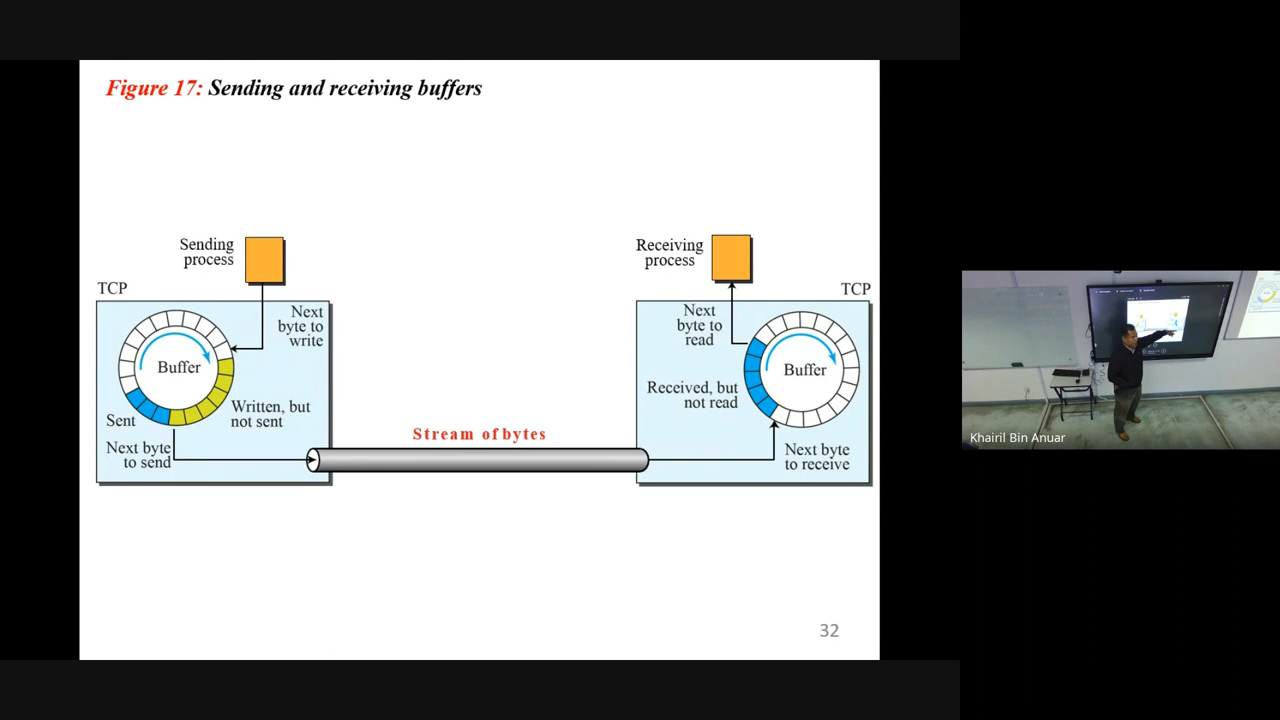 Figure 17: Sending and receiving buffers
Sending
process
Receiving
process
TCP
TCP
Next
byte to
write
Next
byte to
read
Buffer
Buffer
Received, but
not read
Written, but
not sent
Sent
Stream of bytes
Next byte
to send
Next byte
to receive
Khairil Bin Anuar
32